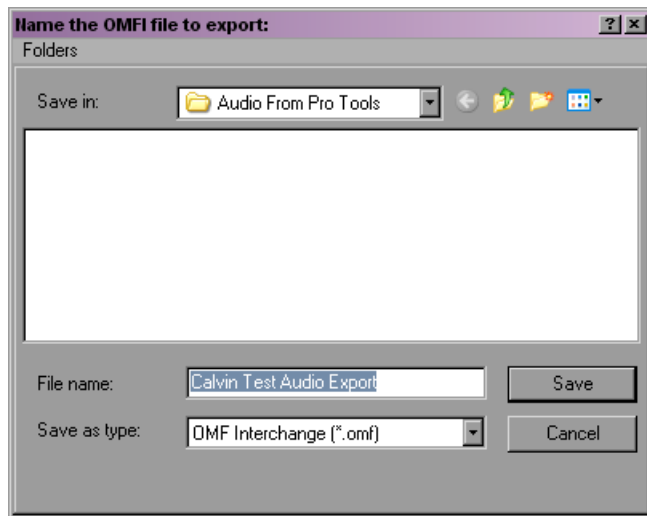 Name the OMFI file to export:
Folders
Save in: Audio From Pro Tools
File name: Calvin Test Audio Export Save
Save as type: OMF Interchange (*.omf) Cancel